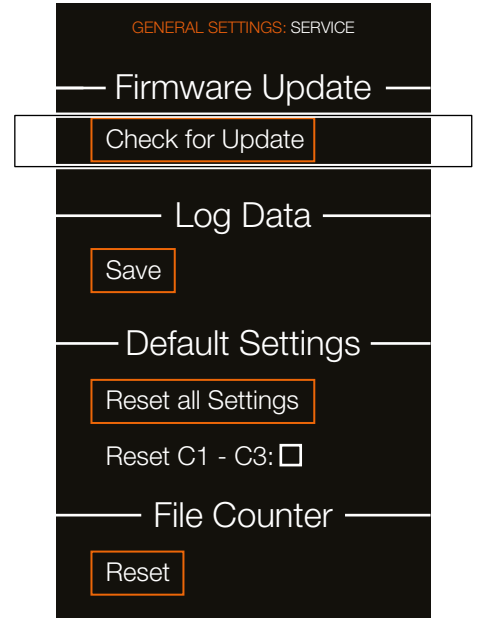 GENERAL SETTINGS: SERVICE
Firmware Update
Check for Update
Log Data
Save
Default Settings
Reset all Settings
Reset C1 - C3:
File Counter
Reset